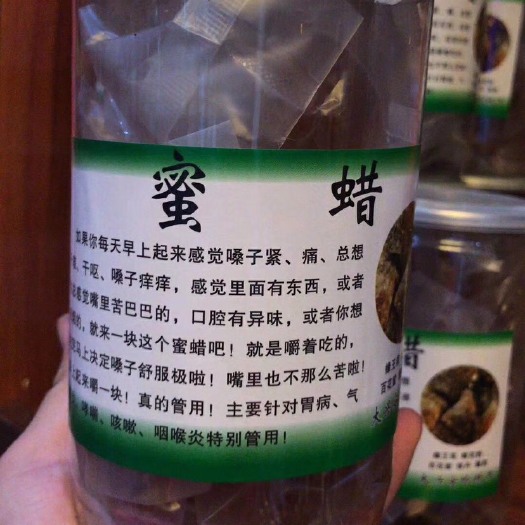 蜜 蜡
如果你每天早上起来感觉嗓子紧、痛、总想
干呕、嗓子痒痒,感觉里面有东西,或者
感觉嘴里苦巴巴的,口腔有异味,或者你想
的,就来一块这个蜜蜡吧!就是嚼着吃的,
马上决定嗓子舒服极啦!嘴里也不那么苦啦!
起来嚼一块!真的管用!主要针对胃病、气
哮喘、咳嗽、咽喉炎特别管用!